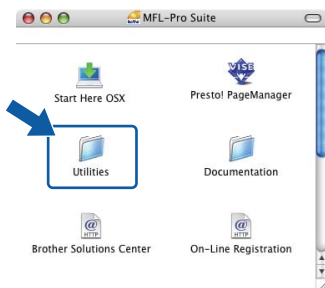 MFL-Pro Suite
Start Here OSX
Presto! PageManager
Utilities
Documentation
Brother Solutions Center
On-Line Registration